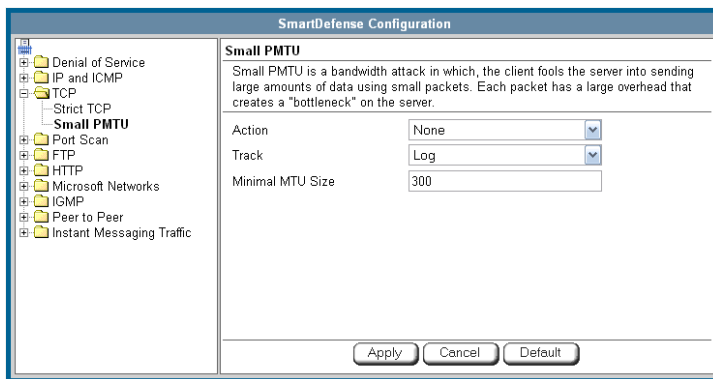 SmartDefense Configuration
Denial of Service
IP and ICMP
TCP
Strict TCP
Small PMTU
Port Scan
FTP
HTTP
Microsoft Networks
IGMP
Peer to Peer
Instant Messaging Traffic
Small PMTU
Small PMTU is a bandwidth attack in which, the client fools the server into sending
large amounts of data using small packets. Each packet has a large overhead that
creates a "bottleneck" on the server.
Action None
Track Log
Minimal MTU Size 300
Apply Cancel Default